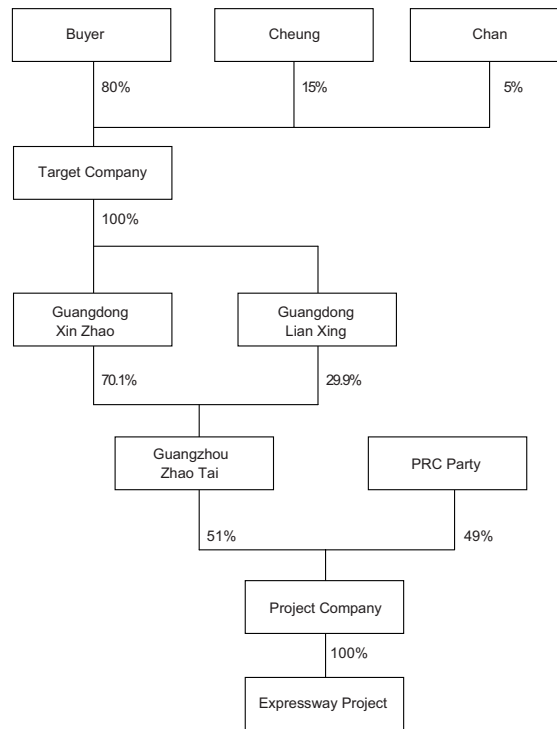 Buyer
Cheung
Chan
80%
15%
5%
Target Company
100%
Guangdong
Xin Zhao
Guangdong
Lian Xing
70.1%
29.9%
Guangzhou
Zhao Tai
PRC Party
51%
49%
Project Company
100%
Expressway Project